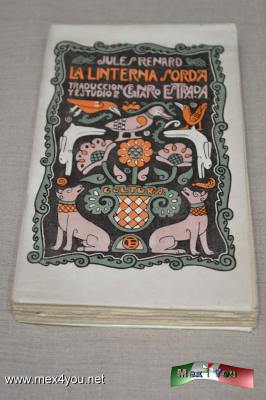 JULES RENARD
LA LINTERNA SORDA
TRADUCCION
Y ESTUDIO DE GENARO ESTRADA
CULTURA
www.mex4you.net
Mex4You